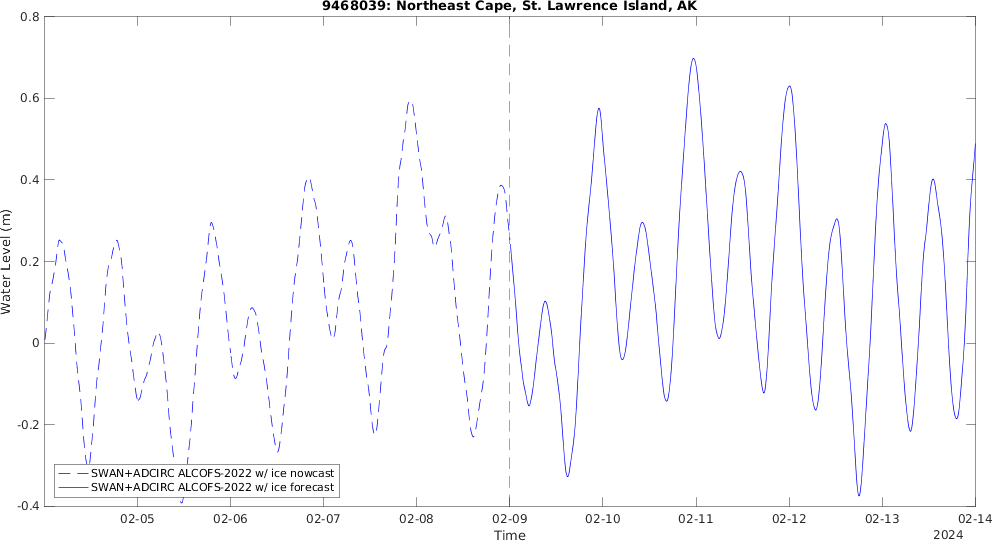 9468039: Northeast Cape, St. Lawrence Island, AK
Water Level (m)
0.8
0.6
0.4
0.2
0
-0.2
-0.4
SWAN+ADCIRC ALCOFS-2022 w/ ice nowcast
SWAN+ADCIRC ALCOFS-2022 w/ ice forecast
02-05 02-06 02-07 02-08 02-09 02-10 02-11 02-12 02-13 02-14
Time
2024